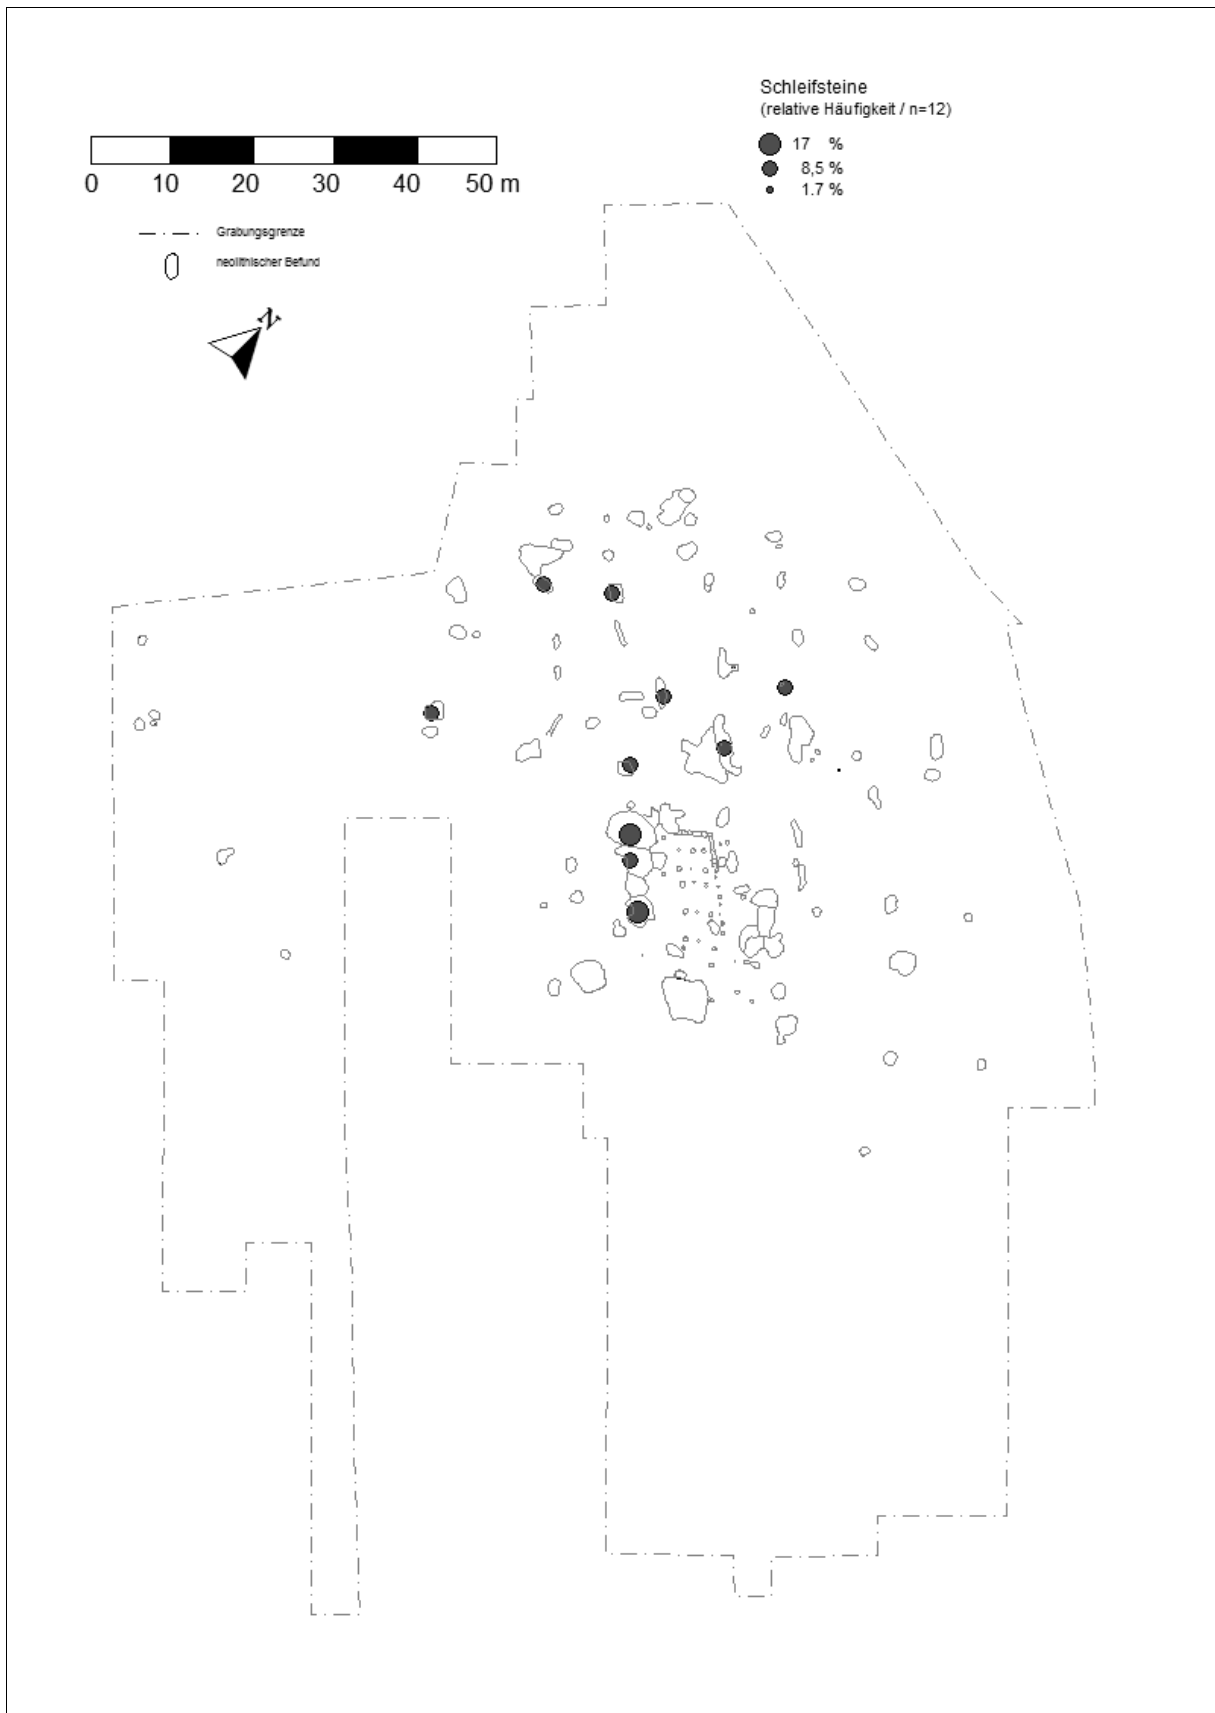 Schleifsteine
(relative Häufigkeit / n=12)
17 %
8,5 %
1.7 %
0 10 20 30 40 50 m
Grabungsgrenze
neolithischer Befund
N